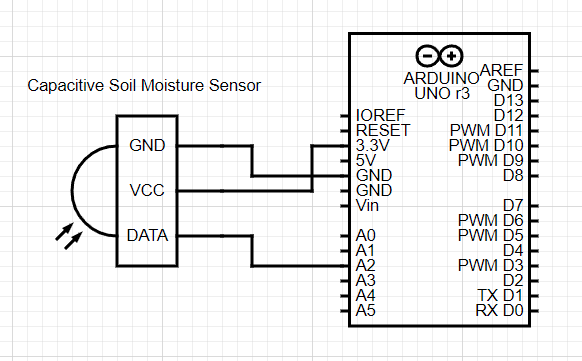 Capacitive Soil Moisture Sensor
GND
VCC
DATA
ARDUINO
UNO r3
IOREF
RESET
3.3V
5V
GND
GND
Vin
A0
A1
A2
A3
A4
A5
AREF
GND
D13
D12
PWM D11
PWM D10
PWM D9
D8
D7
PWM D6
PWM D5
D4
PWM D3
D2
TX D1
RX D0